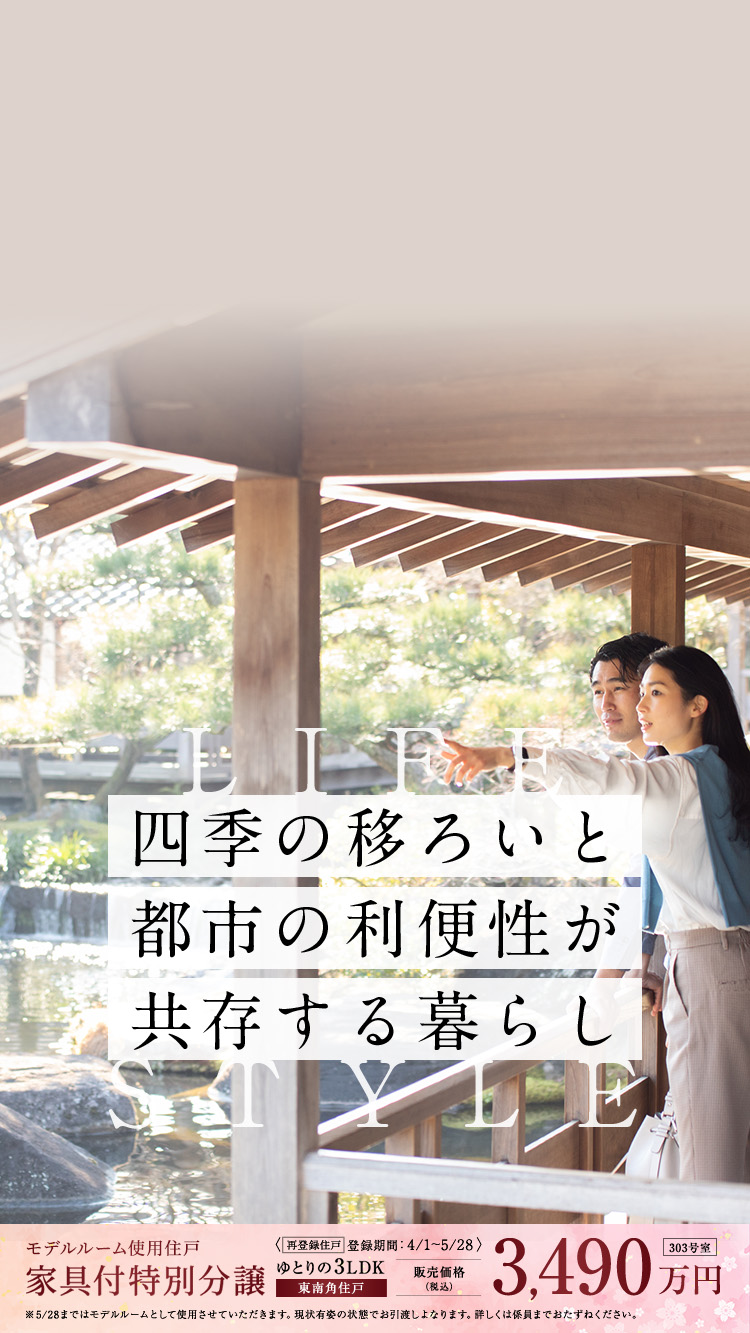 LIFE
四季の移ろいと
都市の利便性が
共存する暮らし
STYLE
モデルルーム使用住戸
家具付特別分譲
〈再登録住戸 登録期間：4/1~5/28〉
ゆとりの3LDK
東南角住戸
販売価格
(税込)
3,490万円
303号室
※5/28まではモデルルームとして使用させていただきます。現状有姿の状態でお引渡しよなります。詳しくは係員までおたずねください。